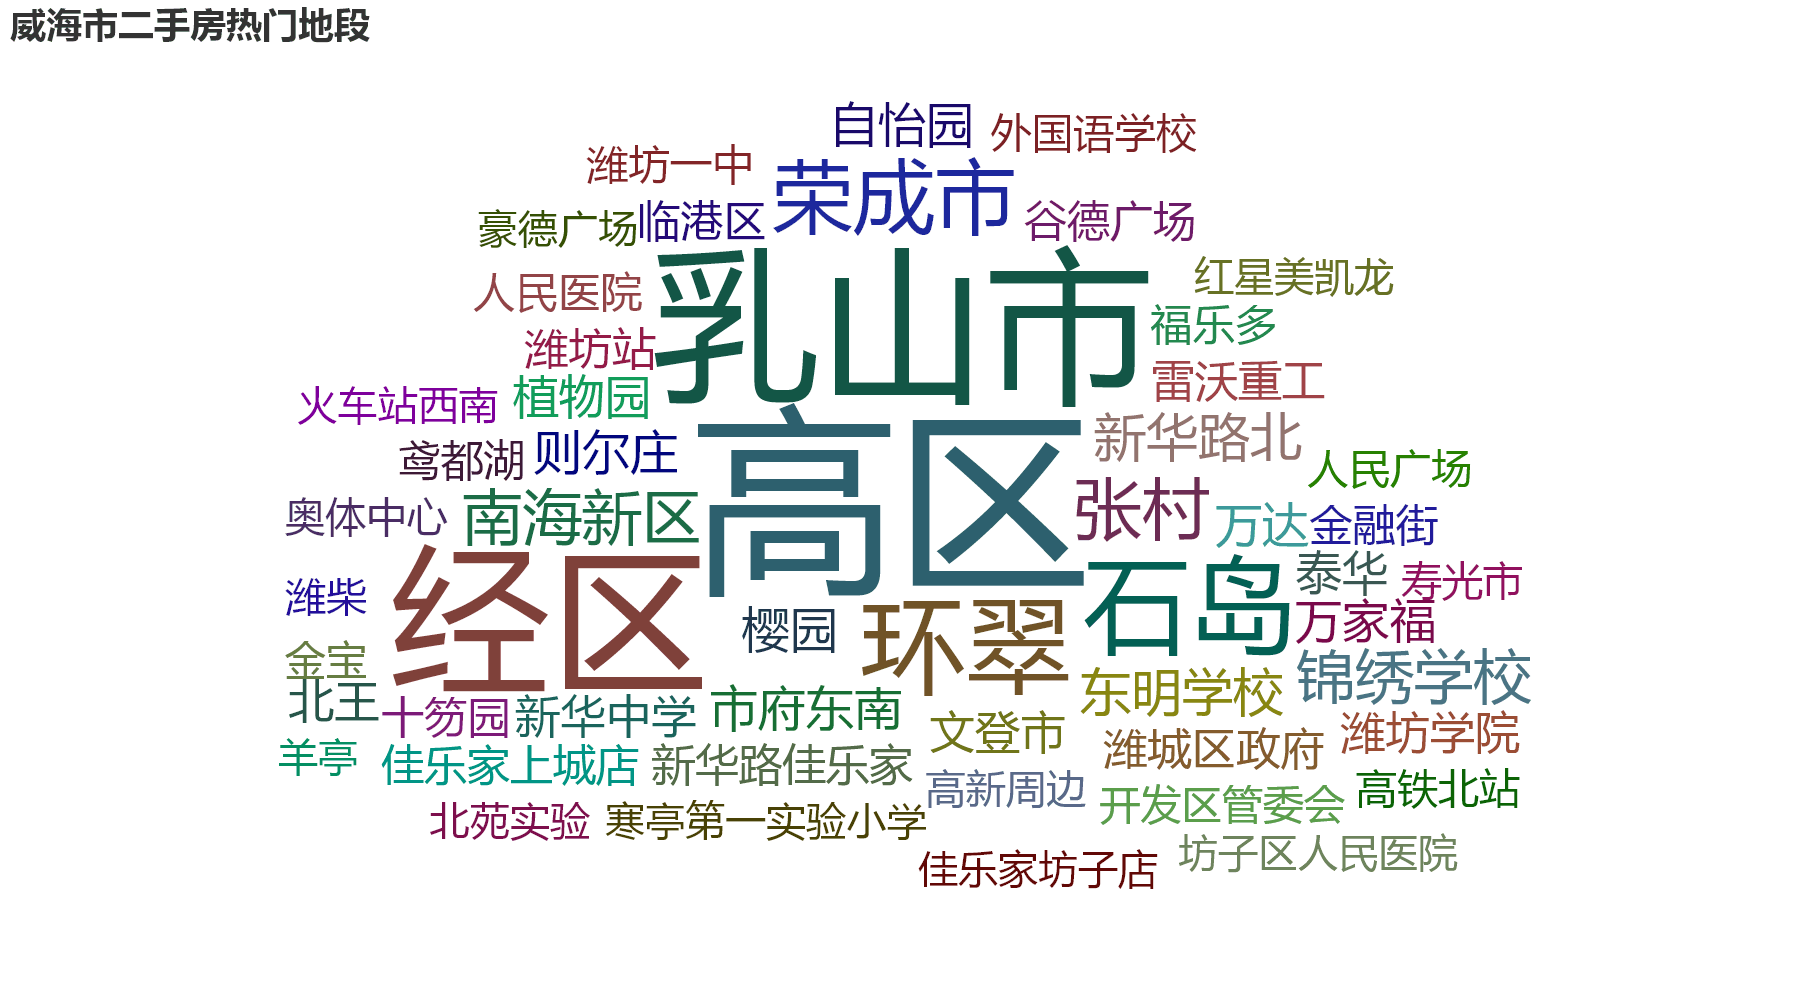 威海市二手房热门地段
自怡园
外国语学校
潍坊一中
荣成市
豪德广场
临港区
谷德广场
乳山市
人民医院
红星美凯龙
潍坊站
福乐多
火车站西南
植物园
雷沃重工
高区
鸢都湖
则尔庄
新华路北
人民广场
奥体中心
南海新区
张村
万达
金融街
经区
石岛
泰华
寿光市
潍柴
樱园
环翠
万家福
金宝
北王
十笏园
新华中学
市府东南
东明学校
锦绣学校
羊亭
佳乐家上城店
新华路佳乐家
文登市
潍城区政府
潍坊学院
北苑实验
寒亭第一实验小学
高新周边
开发区管委会
高铁北站
佳乐家坊子店
坊子区人民医院